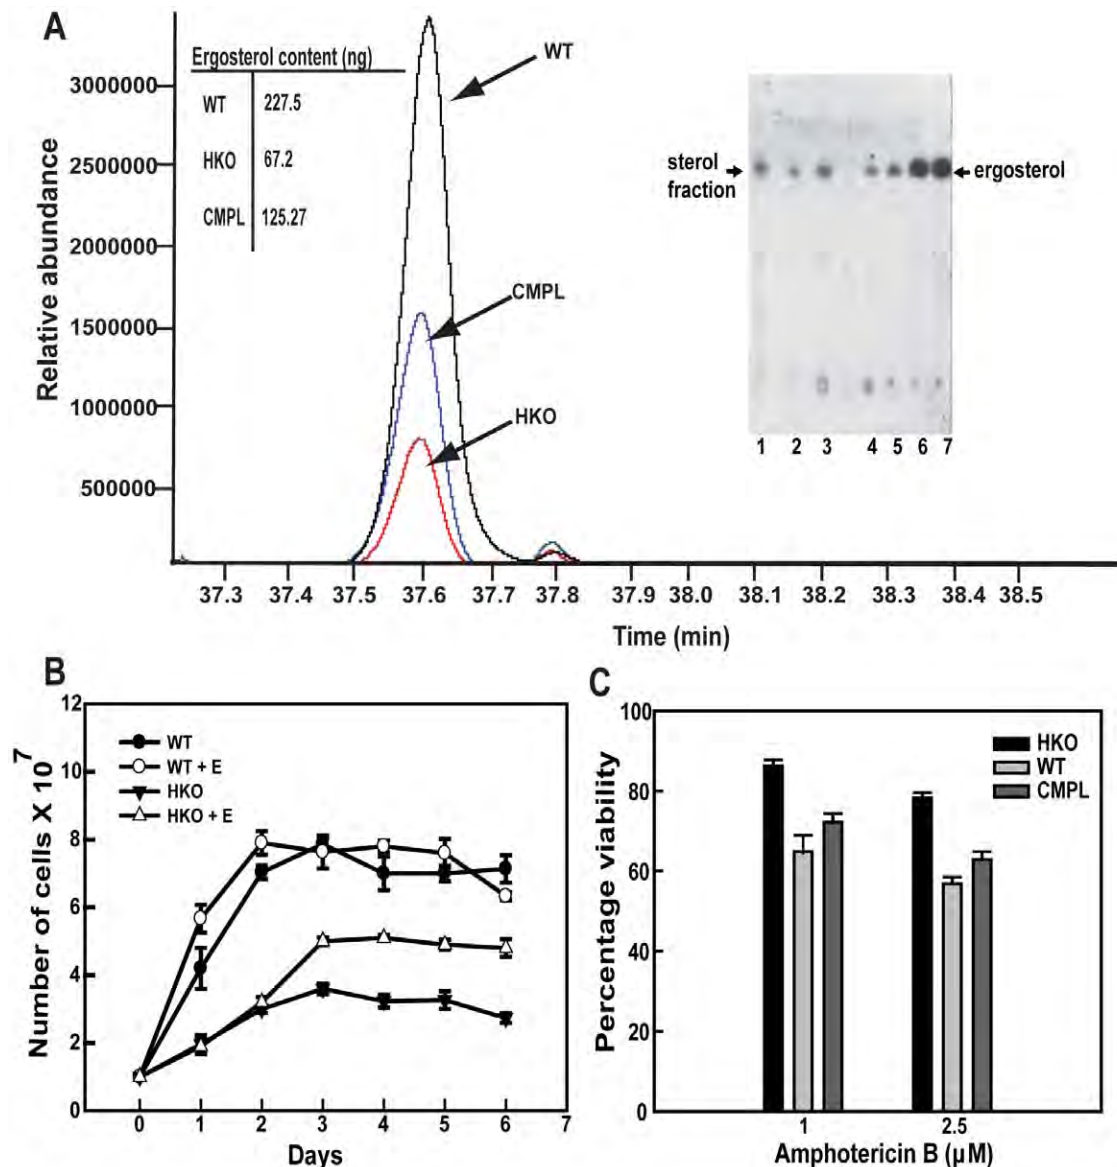 A
Ergosterol content (ng)
WT 227.5
HKO 67.2
CMPL 125.27
WT
CMPL
HKO
Relative abundance
3000000
2500000
2000000
1500000
1000000
500000
37.3 37.4 37.5 37.6 37.7 37.8 37.9 38.0 38.1 38.2 38.3 38.4 38.5
Time (min)
sterol
fraction
ergosterol
1 2 3 4 5 6 7
B
Number of cells X 10⁷
12
10
8
6
4
2
0
WT
WT + E
HKO
HKO + E
0 1 2 3 4 5 6 7
Days
C
Percentage viability
100
80
60
40
20
0
HKO
WT
CMPL
1 2.5
Amphotericin B (µM)